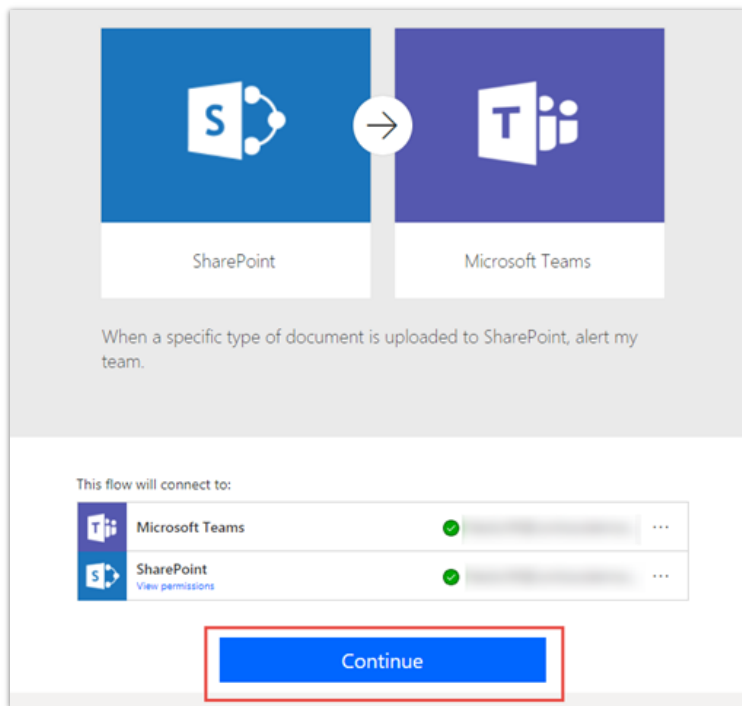 S
T
SharePoint
Microsoft Teams
When a specific type of document is uploaded to SharePoint, alert my
team.
This flow will connect to:
T
Microsoft Teams
S
SharePoint
View permissions
Continue